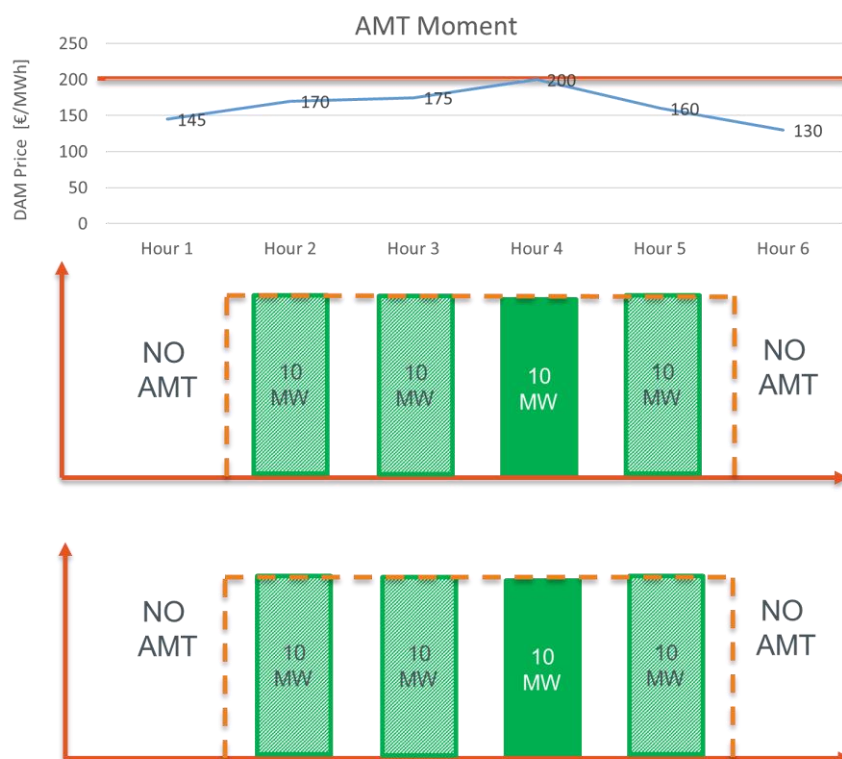 AMT Moment
DAM Price [€/MWh]
250
200
150
100
50
0
145
170
175
200
160
130
Hour 1
Hour 2
Hour 3
Hour 4
Hour 5
Hour 6
NO
AMT
10
MW
10
MW
10
MW
10
MW
NO
AMT
NO
AMT
10
MW
10
MW
10
MW
10
MW
NO
AMT